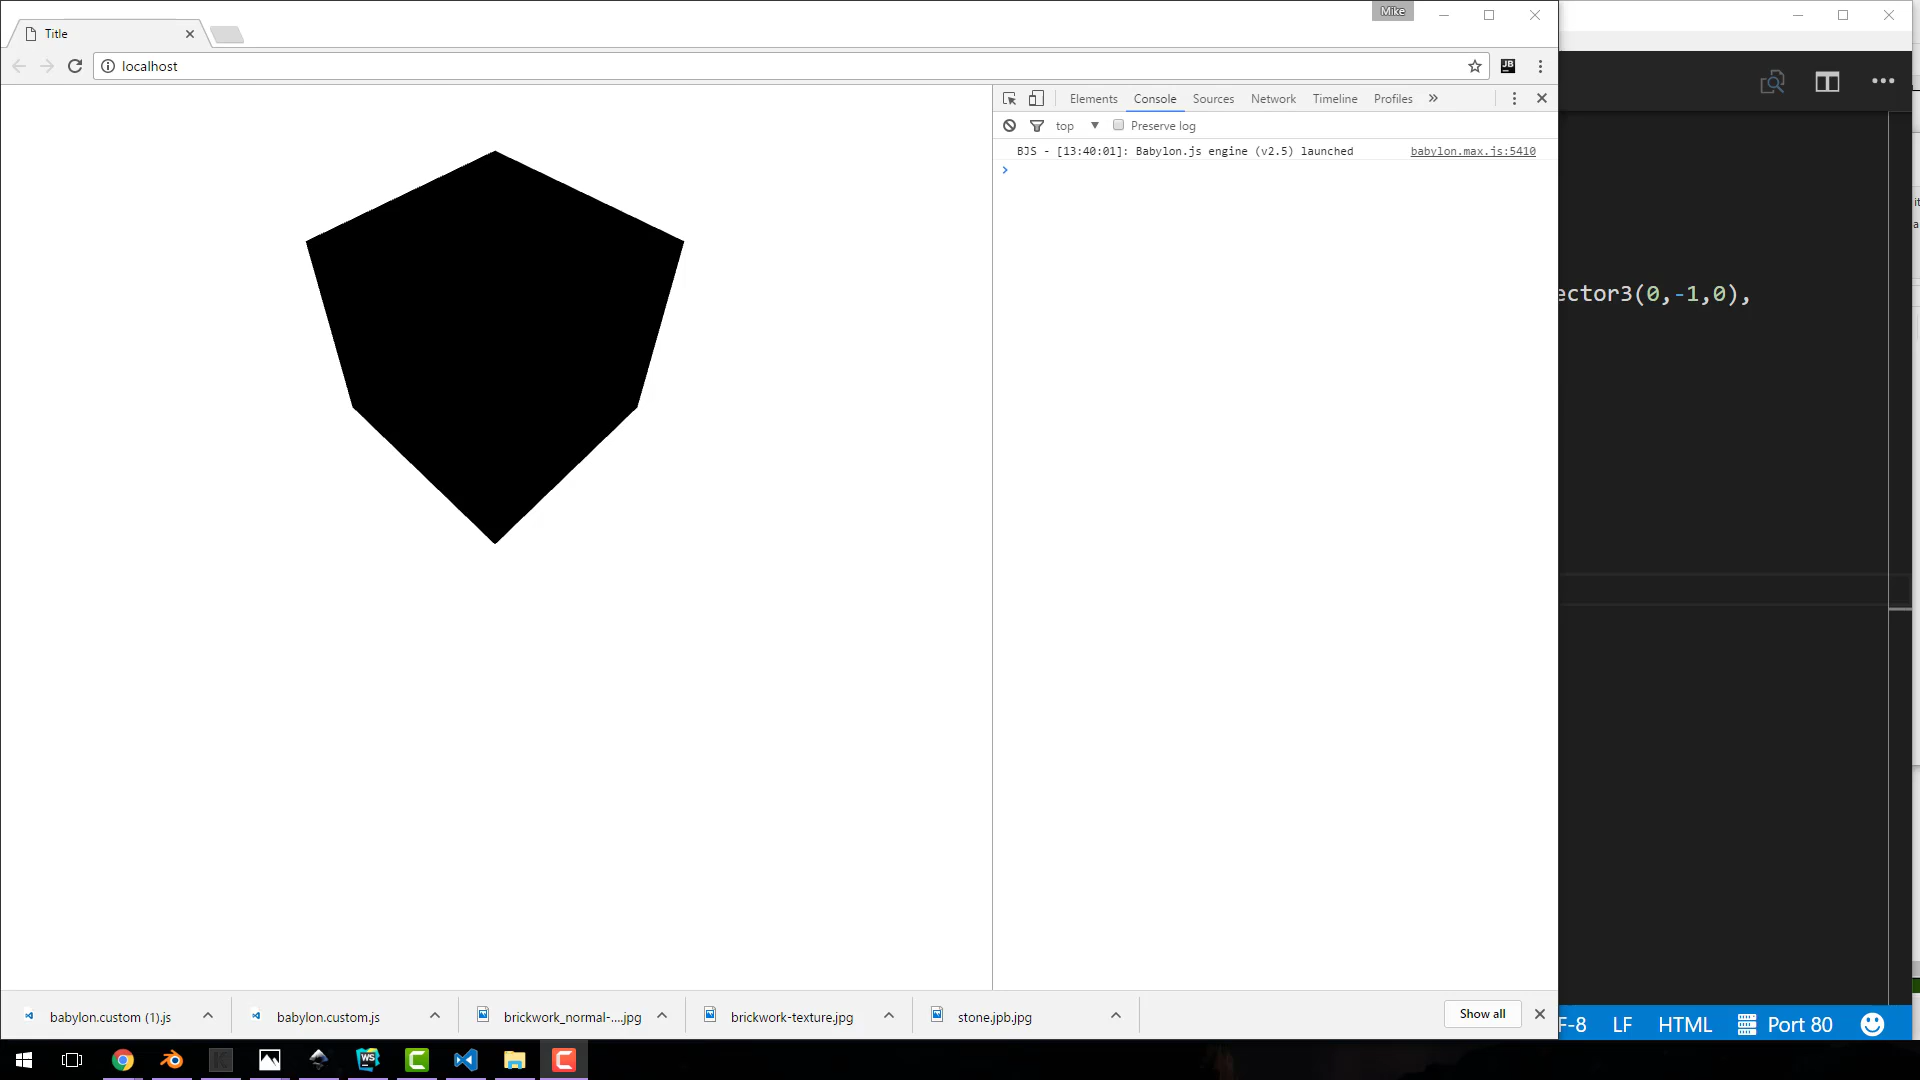 Mike
Title
localhost
JB
Elements Console Sources Network Timeline Profiles »
top Preserve log
BJS - [13:40:01]: Babylon.js engine (v2.5) launched babylon.max.js:5410
ector3(0,-1,0),
babylon.custom (1).js babylon.custom.js brickwork_normal-....jpg brickwork-texture.jpg stone.jpb.jpg Show all
F-8 LF HTML Port 80
WS